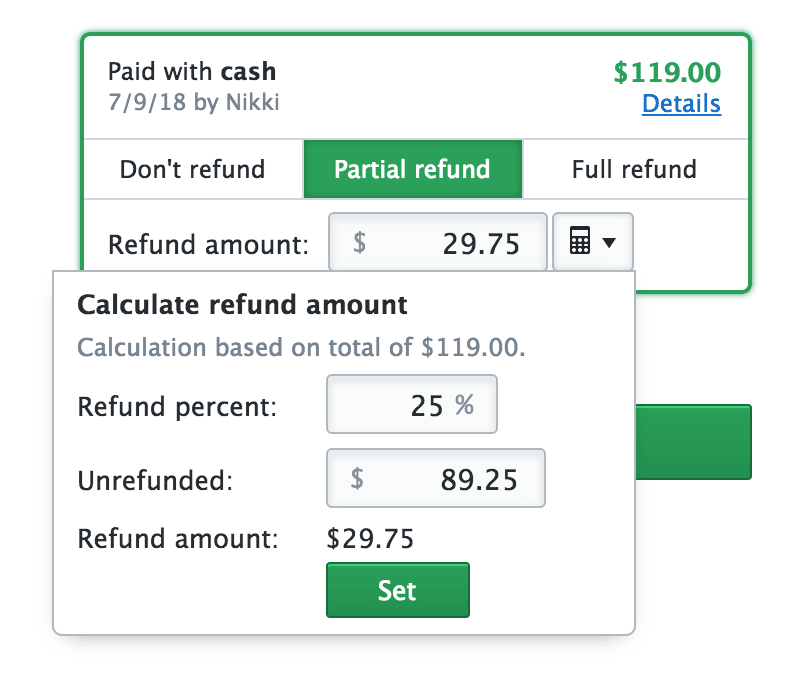 Paid with cash $119.00
7/9/18 by Nikki Details
Don't refund Partial refund Full refund
Refund amount: $ 29.75
Calculate refund amount
Calculation based on total of $119.00.
Refund percent: 25 %
Unrefunded: $ 89.25
Refund amount: $29.75
Set